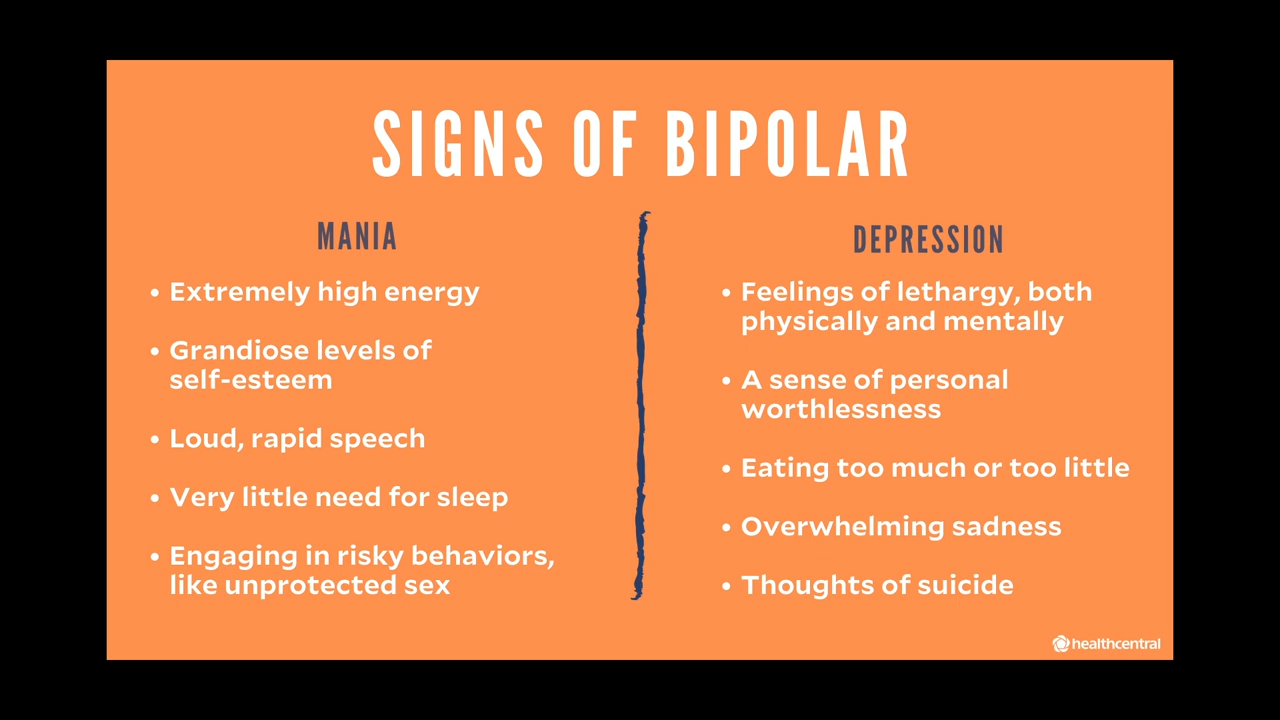 SIGNS OF BIPOLAR
MANIA
• Extremely high energy
• Grandiose levels of
self-esteem
• Loud, rapid speech
• Very little need for sleep
• Engaging in risky behaviors,
like unprotected sex
DEPRESSION
• Feelings of lethargy, both
physically and mentally
• A sense of personal
worthlessness
• Eating too much or too little
• Overwhelming sadness
• Thoughts of suicide
healthcentral